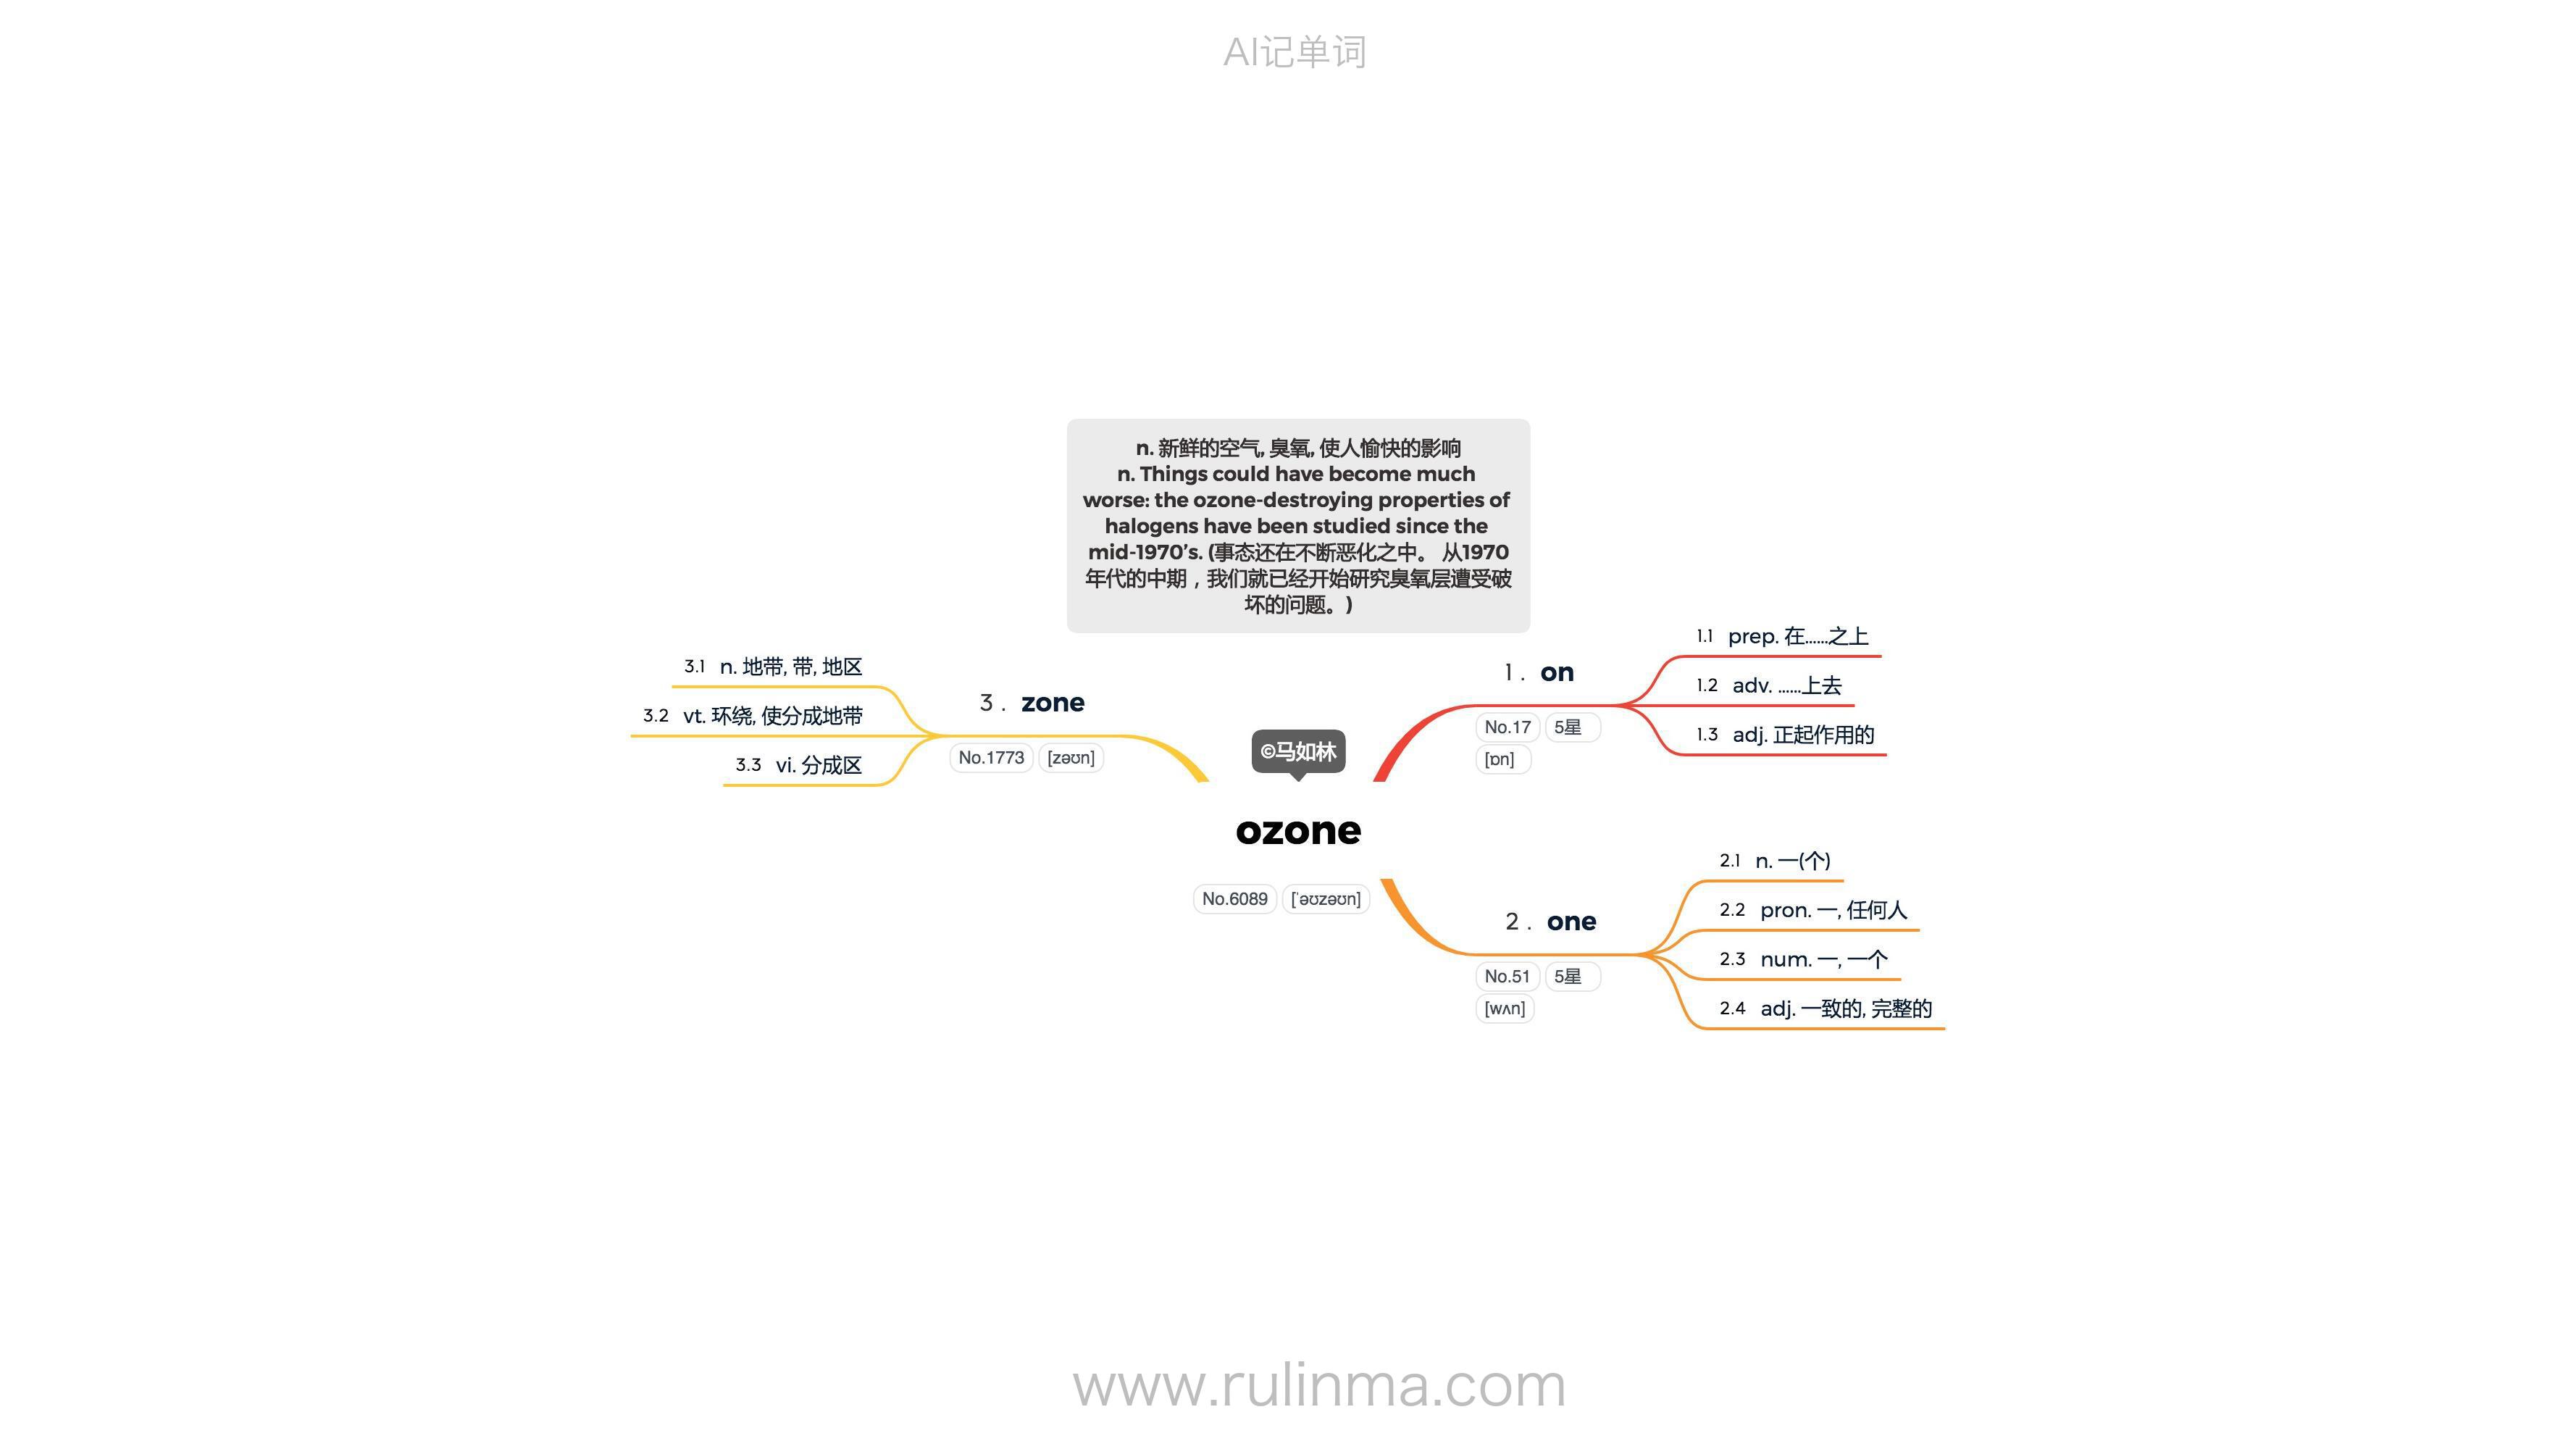 AI记单词
n. 新鲜的空气, 臭氧, 使人愉快的影响
n. Things could have become much
worse: the ozone-destroying properties of
halogens have been studied since the
mid-1970’s. (事态还在不断恶化之中。 从1970
年代的中期，我们就已经开始研究臭氧层遭受破
坏的问题。)
©马如林
ozone
No.6089 [ˈəʊzəʊn]
1. on
No.17 5星
[ɒn]
1.1 prep. 在……之上
1.2 adv. ……上去
1.3 adj. 正起作用的
2. one
No.51 5星
[wʌn]
2.1 n. 一(个)
2.2 pron. 一, 任何人
2.3 num. 一, 一个
2.4 adj. 一致的, 完整的
3. zone
No.1773 [zəʊn]
3.1 n. 地带, 带, 地区
3.2 vt. 环绕, 使分成地带
3.3 vi. 分成区
www.rulinma.com